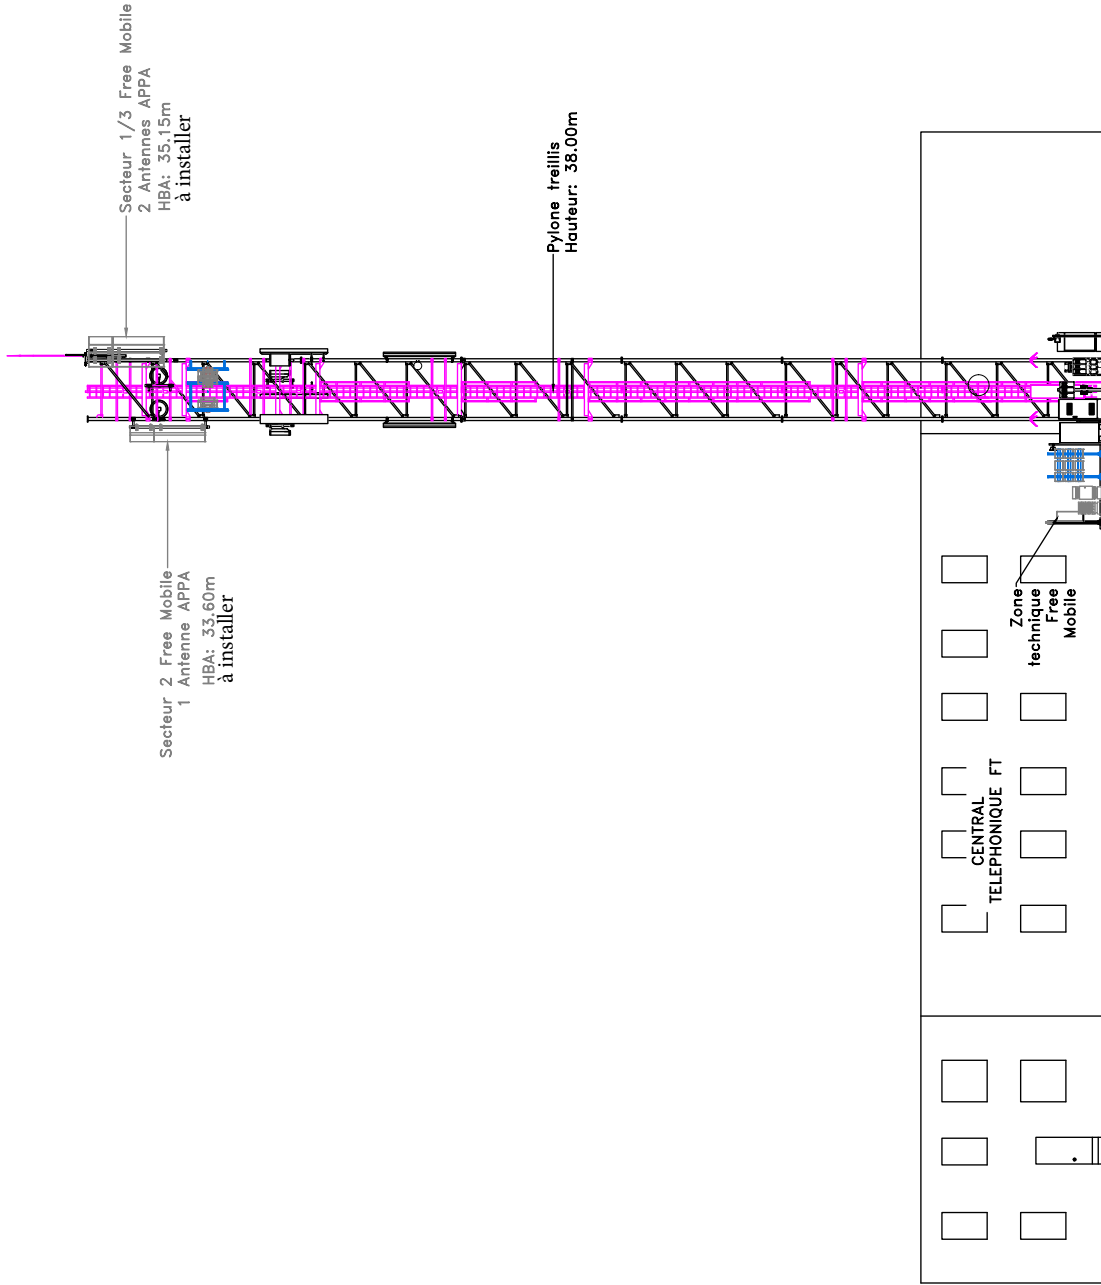 Secteur 1/3 Free Mobile
2 Antennes APPA
HBA: 35.15m
à installer
Secteur 2 Free Mobile
1 Antenne APPA
HBA: 33.60m
à installer
Pylone treillis
Hauteur: 38.00m
Zone
technique
Free
Mobile
CENTRAL
TELEPHONIQUE FT